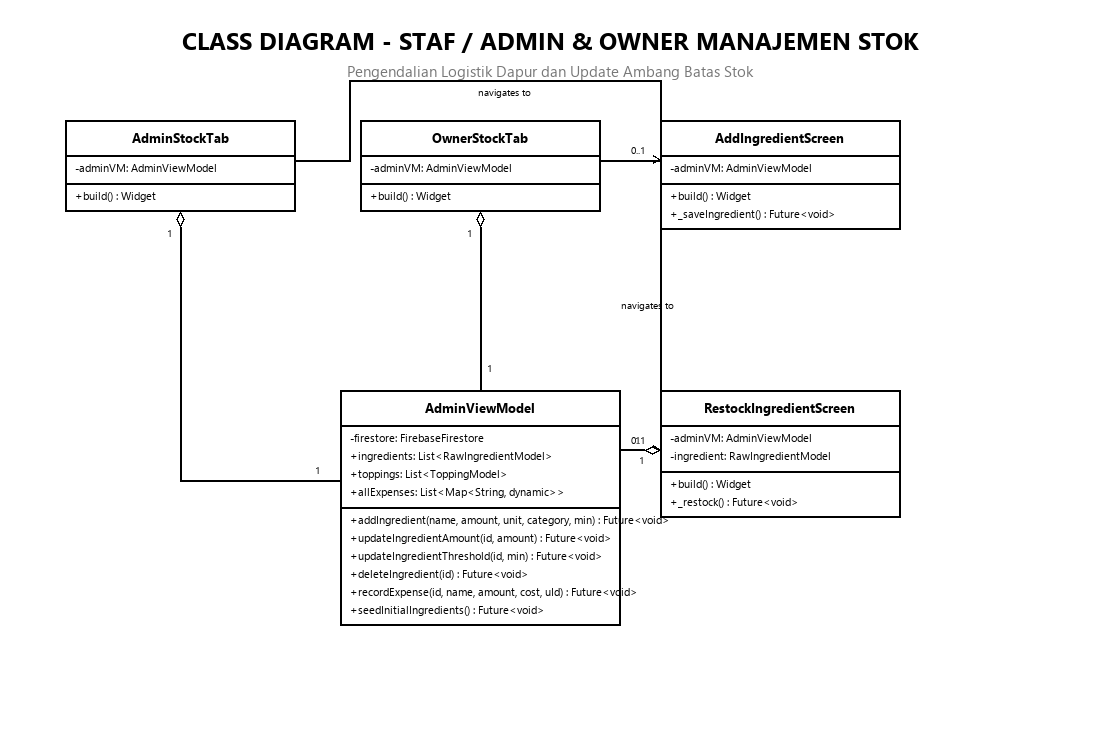 CLASS DIAGRAM - STAF / ADMIN & OWNER MANAJEMEN STOK
Pengendalian Logistik Dapur dan Update Ambang Batas Stok
navigates to
AdminStockTab
-adminVM: AdminViewModel
+build() : Widget
OwnerStockTab
-adminVM: AdminViewModel
+build() : Widget
0..1
AddIngredientScreen
-adminVM: AdminViewModel
+build() : Widget
+_saveIngredient() : Future<void>
1
1
navigates to
1
1
AdminViewModel
-firestore: FirebaseFirestore
+ingredients: List<RawIngredientModel>
+toppings: List<ToppingModel>
+allExpenses: List<Map<String, dynamic>>
+addIngredient(name, amount, unit, category, min) : Future<void>
+updateIngredientAmount(id, amount) : Future<void>
+updateIngredientThreshold(id, min) : Future<void>
+deleteIngredient(id) : Future<void>
+recordExpense(id, name, amount, cost, uId) : Future<void>
+seedInitialIngredients() : Future<void>
1
RestockIngredientScreen
-adminVM: AdminViewModel
-ingredient: RawIngredientModel
+build() : Widget
+_restock() : Future<void>